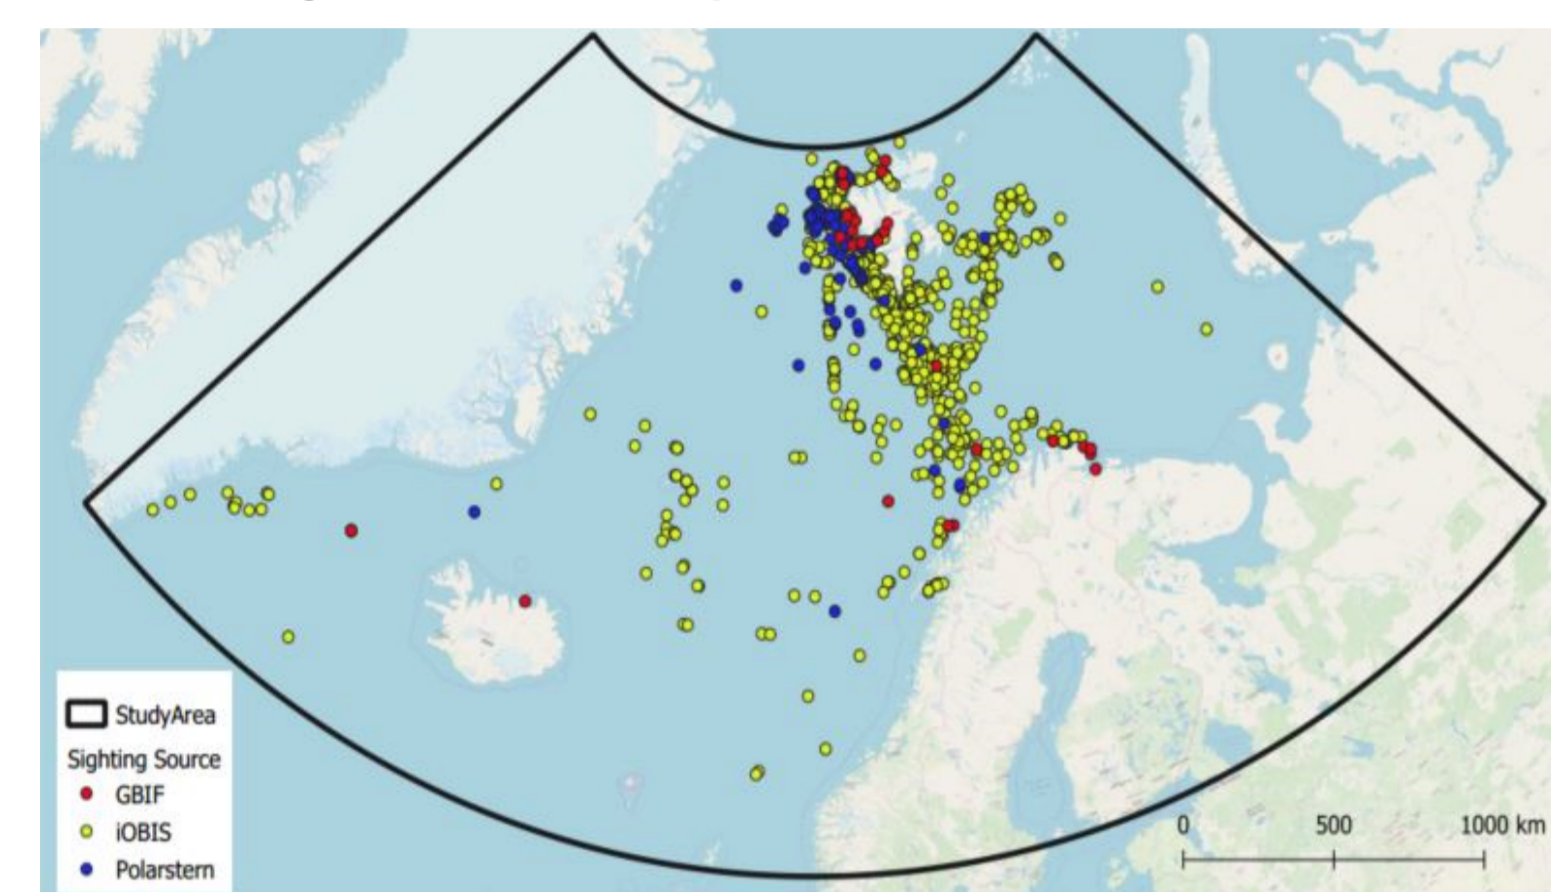 StudyArea
Sighting Source
GBIF
iOBIS
Polarstern
0 500 1000 km